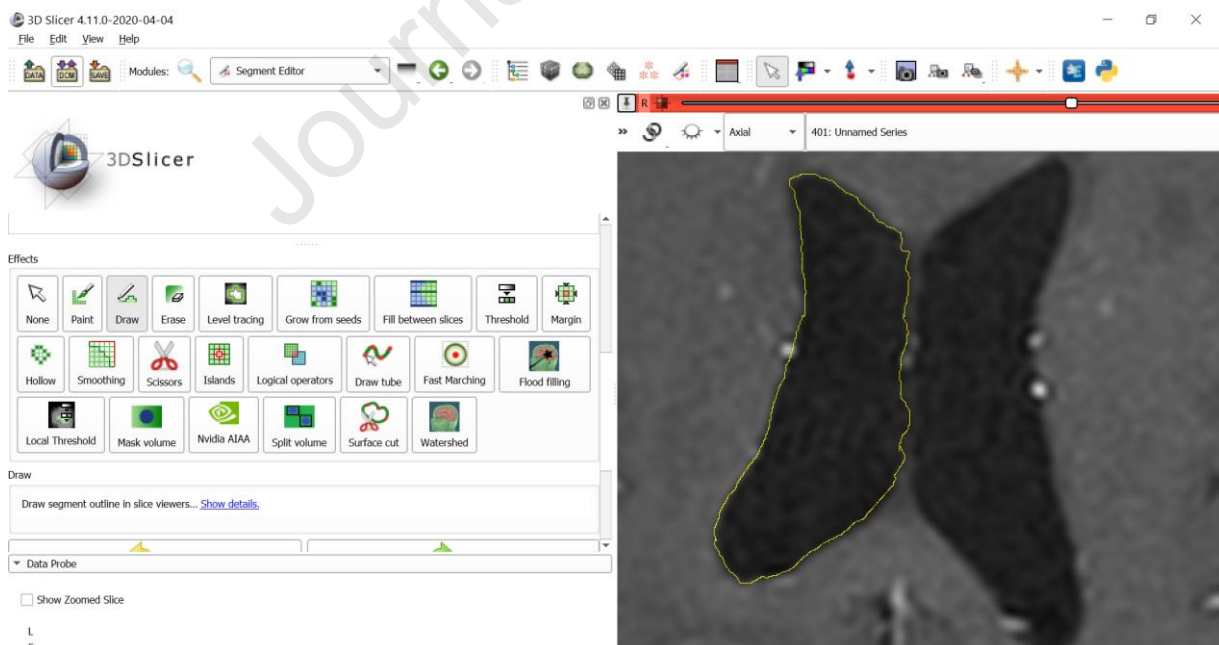 3D Slicer 4.11.0-2020-04-04
File Edit View Help
DATA DCM SAVE Modules: Segment Editor
R
Axial 401: Unnamed Series
3DSlicer
Journ
Effects
None Paint Draw Erase Level tracing Grow from seeds Fill between slices Threshold Margin
Hollow Smoothing Scissors Islands Logical operators Draw tube Fast Marching Flood filling
Local Threshold Mask volume Nvidia AIAA Split volume Surface cut Watershed
Draw
Draw segment outline in slice viewers... Show details.
Data Probe
Show Zoomed Slice
L